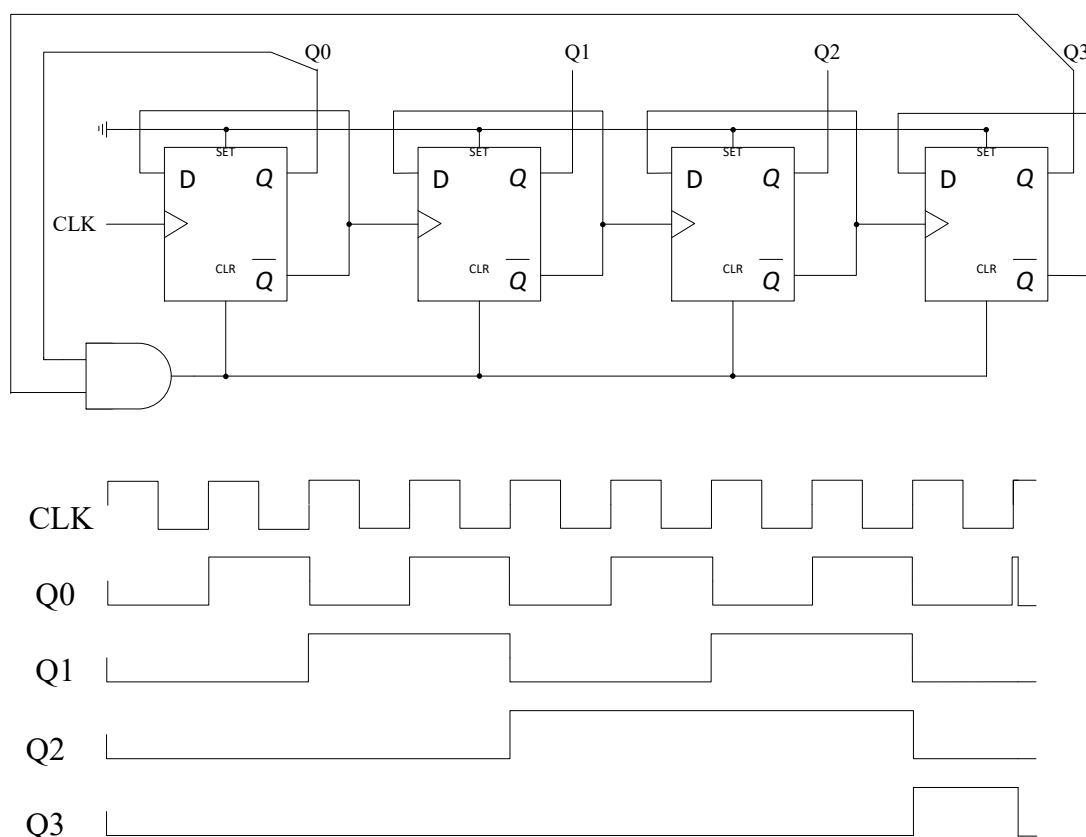 Q0 Q1 Q2 Q3
SET SET SET SET
D Q D Q D Q D Q
CLK
CLR Q CLR Q CLR Q CLR Q
CLK
Q0
Q1
Q2
Q3